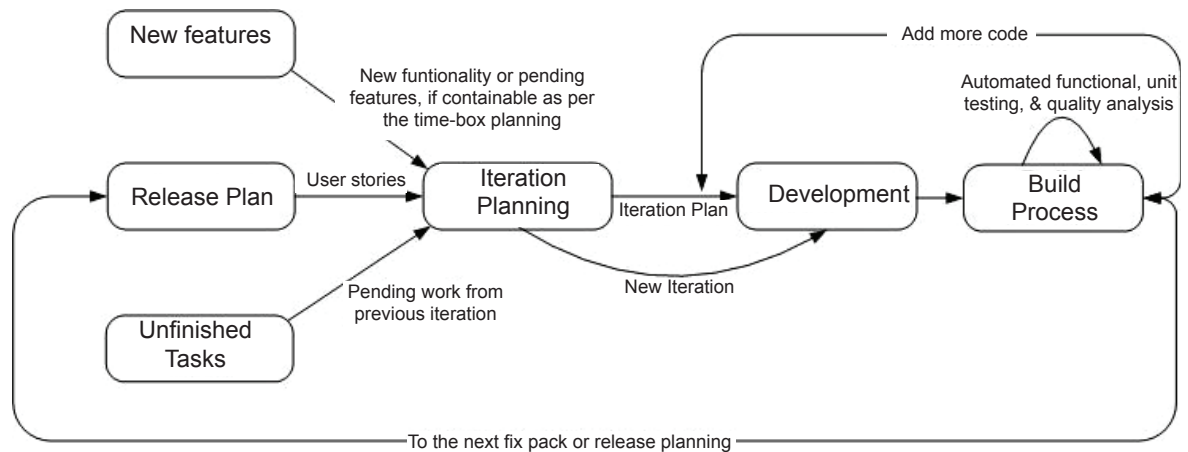 New features
Add more code
New funtionality or pending
features, if containable as per
the time-box planning
Automated functional, unit
testing, & quality analysis
Release Plan
User stories
Iteration
Planning
Iteration Plan
Development
Build
Process
New Iteration
Pending work from
previous iteration
Unfinished
Tasks
To the next fix pack or release planning